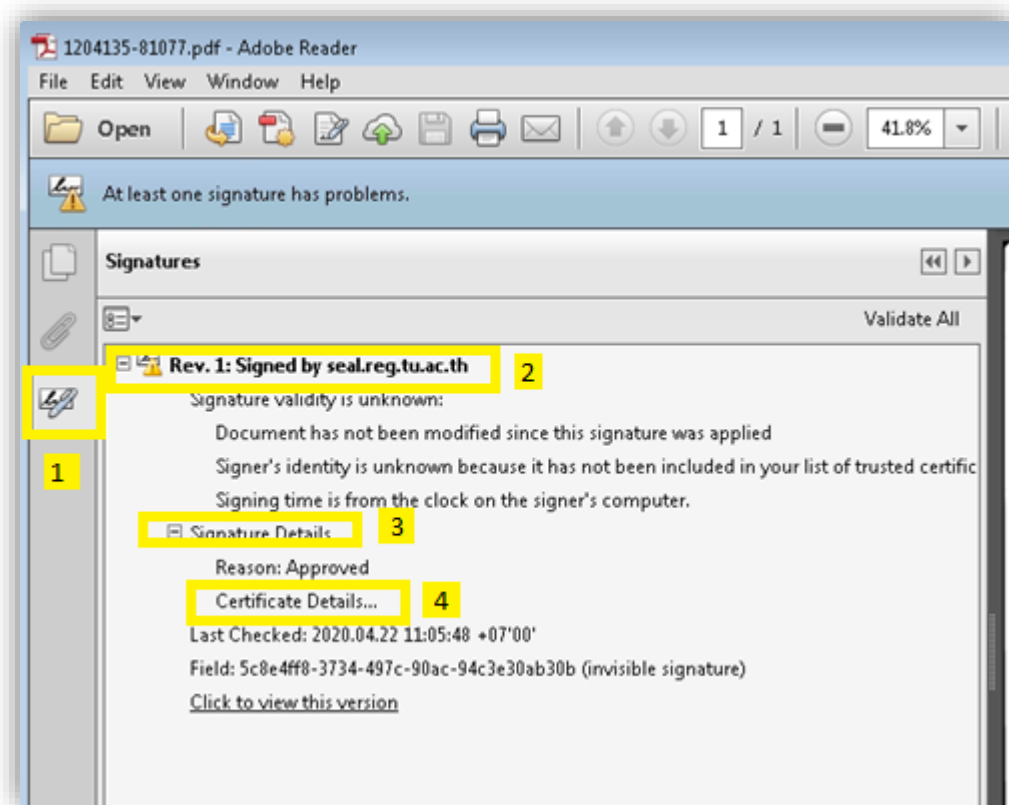 1204135-81077.pdf - Adobe Reader
File Edit View Window Help
Open 1 / 1 41.8%
At least one signature has problems.
Signatures
Validate All
Rev. 1: Signed by seal.reg.tu.ac.th 2
Signature validity is unknown:
Document has not been modified since this signature was applied
1 Signer's identity is unknown because it has not been included in your list of trusted certific
Signing time is from the clock on the signer's computer.
Signature Details 3
Reason: Approved
Certificate Details... 4
Last Checked: 2020.04.22 11:05:48 +07'00'
Field: 5c8e4ff8-3734-497c-90ac-94c3e30ab30b (invisible signature)
Click to view this version